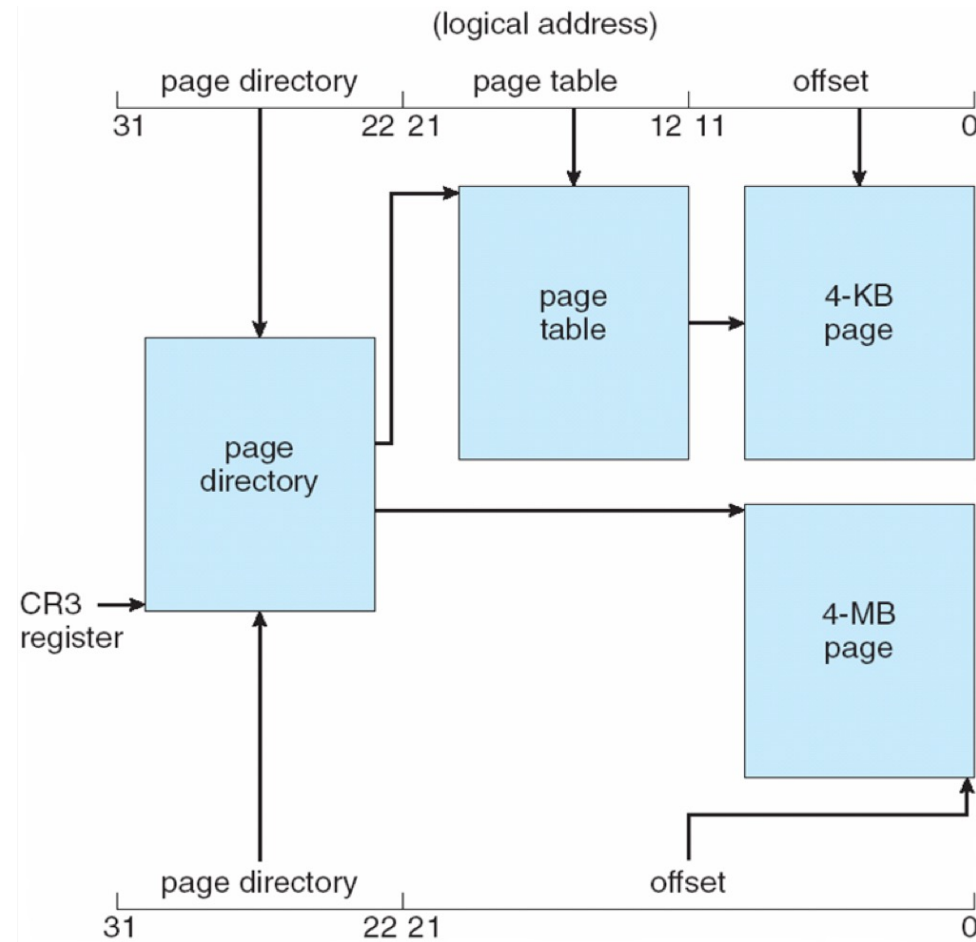 (logical address)
page directory page table offset
31 22 21 12 11 0
page
table
4-KB
page
page
directory
CR3
register
4-MB
page
page directory offset
31 22 21 0